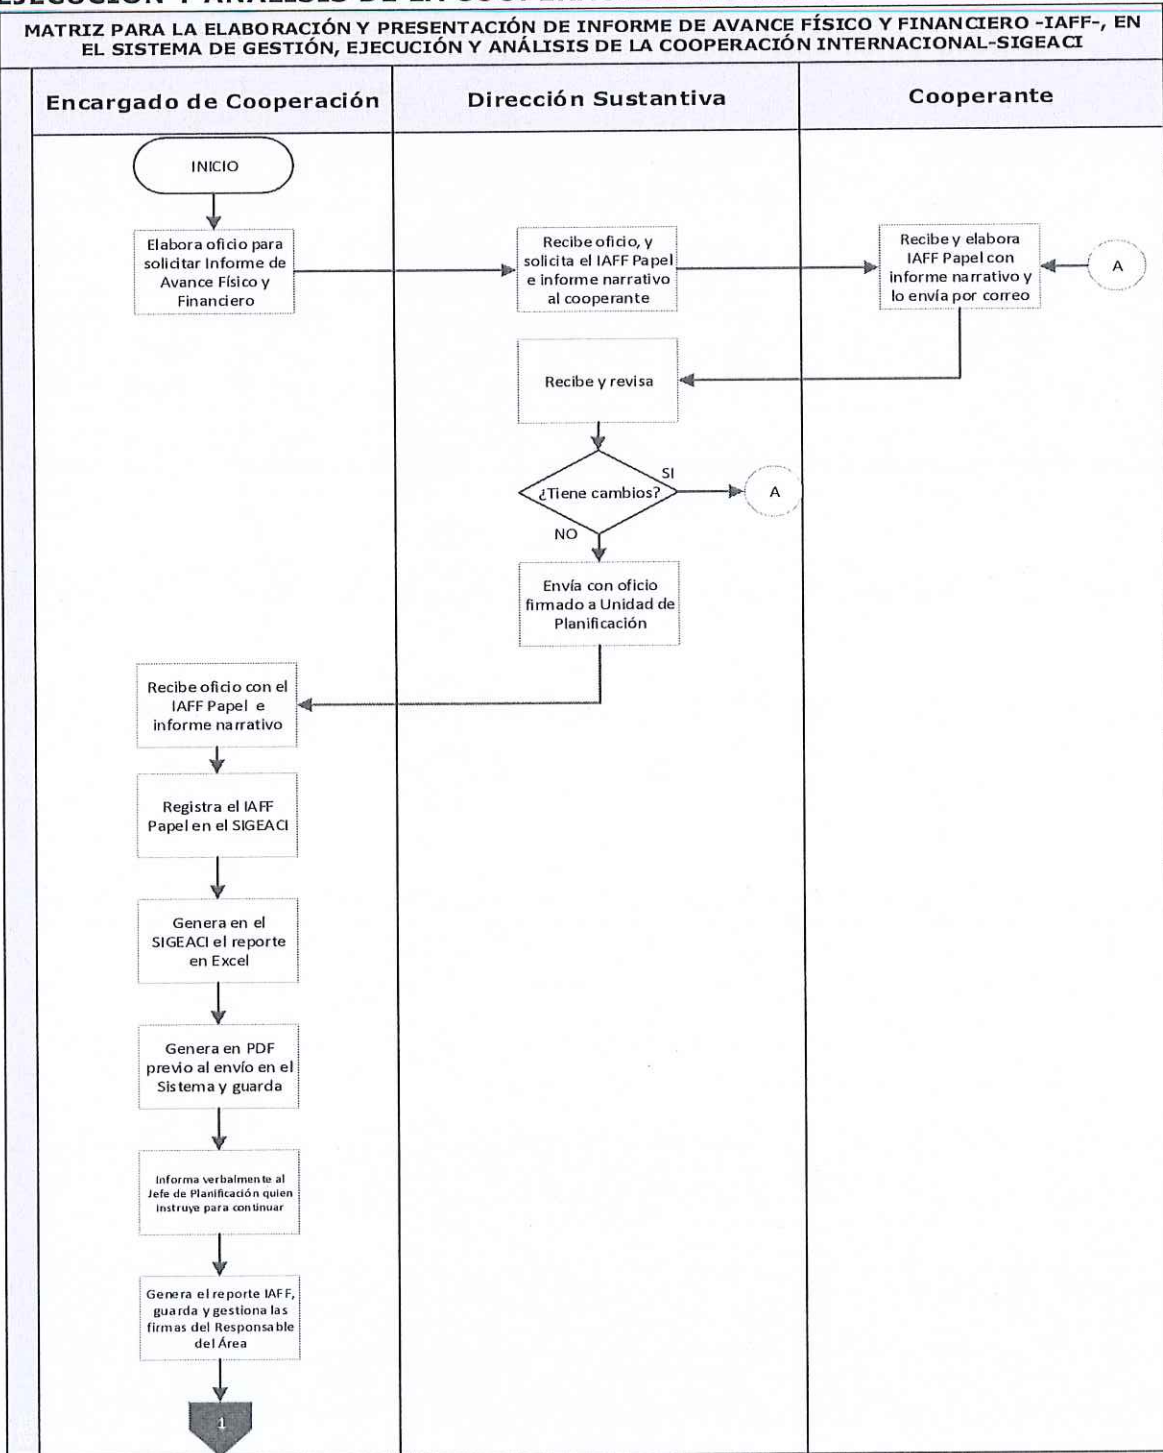 MATRIZ PARA LA ELABORACIÓN Y PRESENTACIÓN DE INFORME DE AVANCE FÍSICO Y FINANCIERO -IAFF-, EN
EL SISTEMA DE GESTIÓN, EJECUCIÓN Y ANÁLISIS DE LA COOPERACIÓN INTERNACIONAL-SIGEACI
Encargado de Cooperación
Dirección Sustantiva
Cooperante
INICIO
Elabora oficio para
solicitar Informe de
Avance Físico y
Financiero
Recibe oficio, y
solicita el IAFF Papel
e informe narrativo
al cooperante
Recibe y elabora
IAFF Papel con
informe narrativo y
lo envía por correo
A
Recibe y revisa
¿Tiene cambios?
SI
A
NO
Envía con oficio
firmado a Unidad de
Planificación
Recibe oficio con el
IAFF Papel e
informe narrativo
Registra el IAFF
Papel en el SIGEACI
Genera en el
SIGEACI el reporte
en Excel
Genera en PDF
previo al envío en el
Sistema y guarda
Informa verbalmente al
Jefe de Planificación quien
instruye para continuar
Genera el reporte IAFF,
guarda y gestiona las
firmas del Responsable
del Área
1